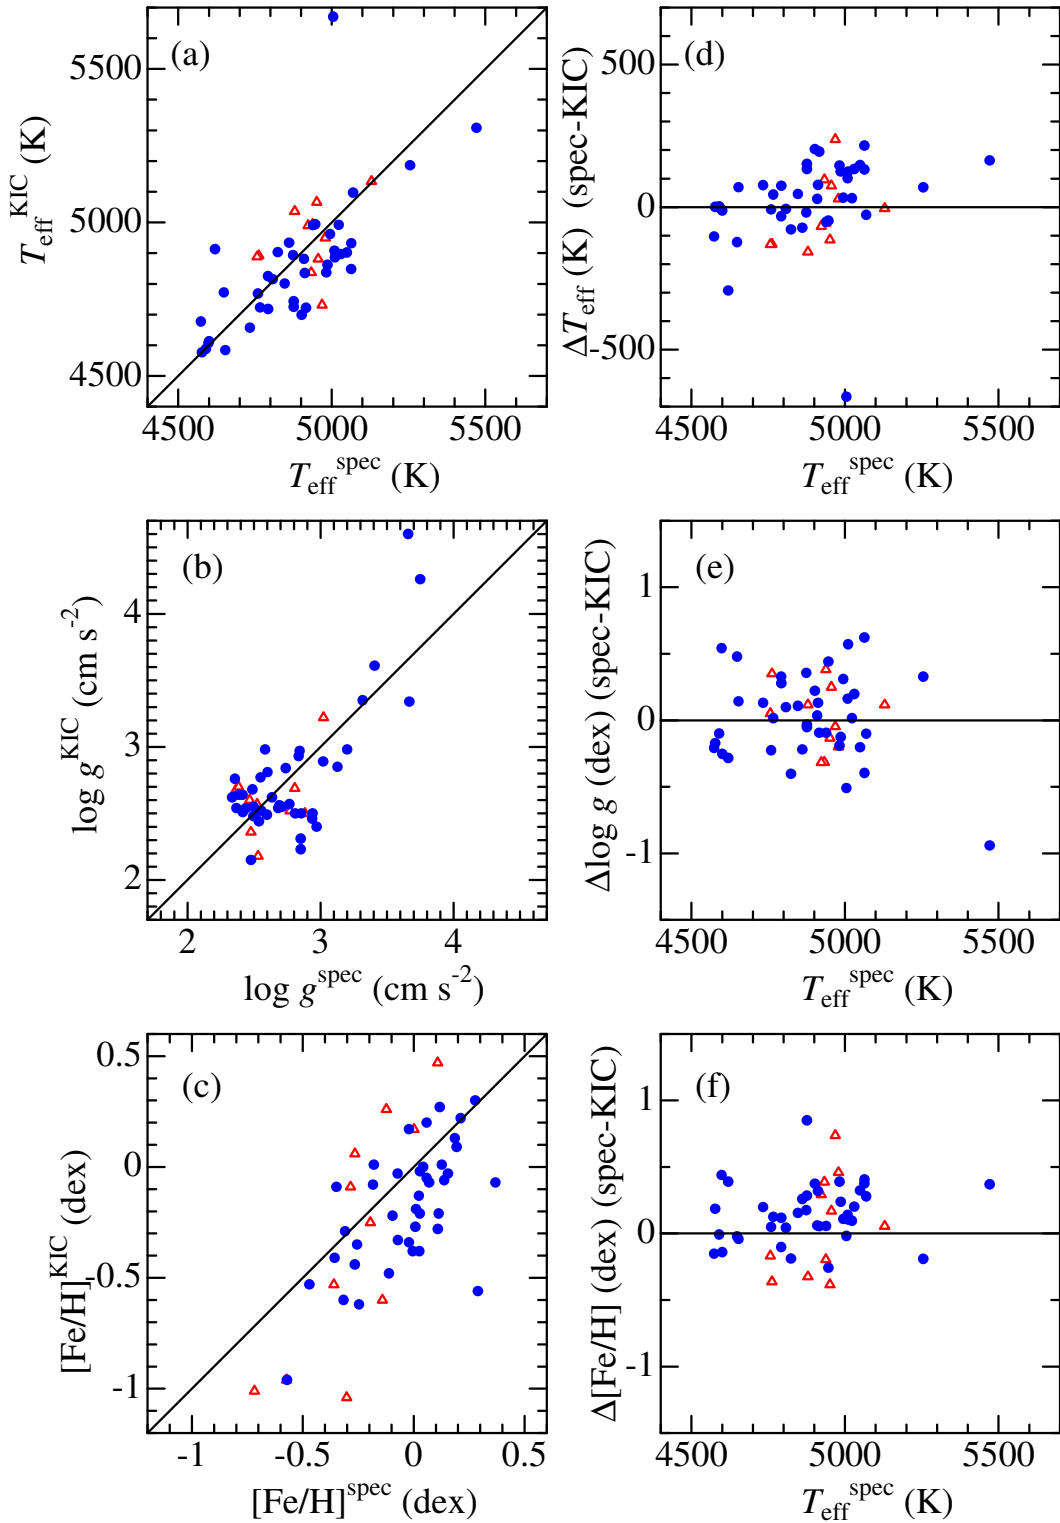 (a)
5500
5000
4500
T_eff^KIC (K)
4500 5000 5500
T_eff^spec (K)
(d)
500
0
-500
ΔT_eff (K) (spec-KIC)
4500 5000 5500
T_eff^spec (K)
(b)
4
3
2
log g^KIC (cm s^-2)
2 3 4
log g^spec (cm s^-2)
(e)
1
0
-1
Δlog g (dex) (spec-KIC)
4500 5000 5500
T_eff^spec (K)
(c)
0.5
0
-0.5
-1
[Fe/H]^KIC (dex)
-1 -0.5 0 0.5
[Fe/H]^spec (dex)
(f)
1
0
-1
Δ[Fe/H] (dex) (spec-KIC)
4500 5000 5500
T_eff^spec (K)